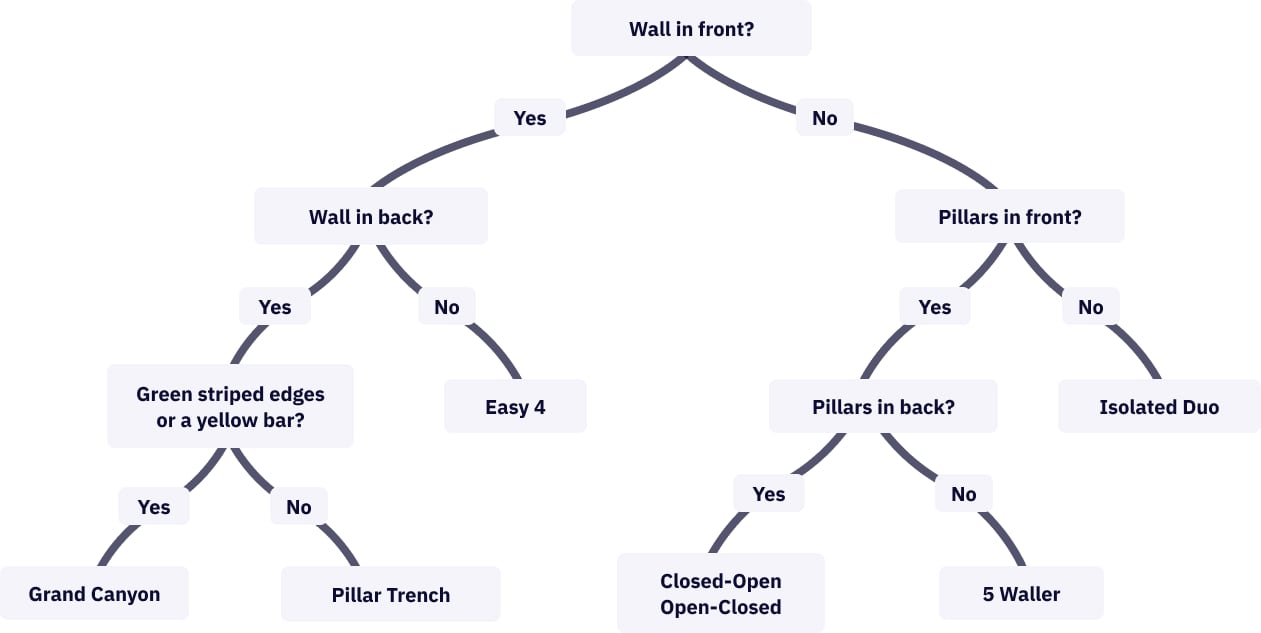 Wall in front?
Yes
No
Wall in back?
Pillars in front?
Yes
No
Yes
No
Green striped edges
or a yellow bar?
Easy 4
Pillars in back?
Isolated Duo
Yes
No
Yes
No
Grand Canyon
Pillar Trench
Closed-Open
Open-Closed
5 Waller